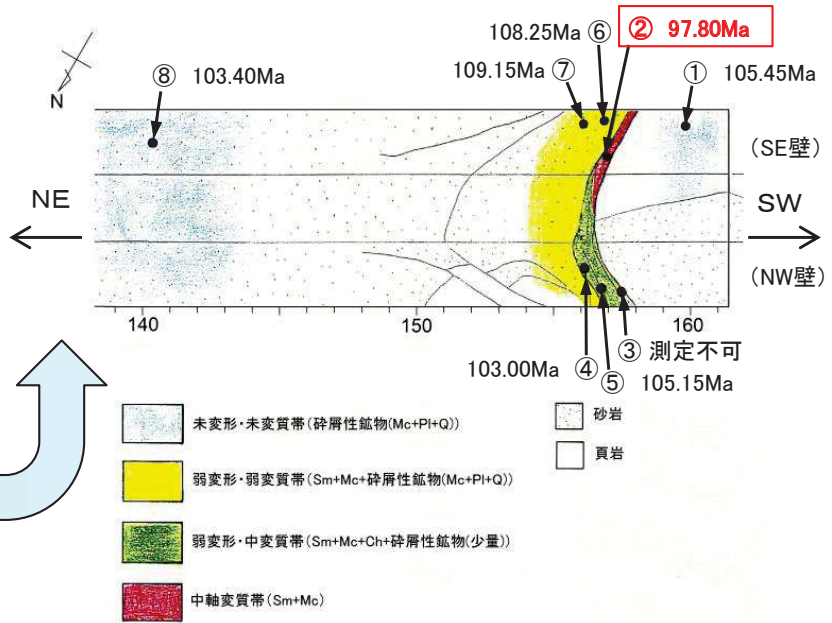 108.25Ma ⑥
② 97.80Ma
⑧ 103.40Ma
109.15Ma ⑦
① 105.45Ma
N
(SE壁)
NE
SW
(NW壁)
140
150
160
③ 測定不可
103.00Ma ④
⑤ 105.15Ma
未変形・未変質帯(砕屑性鉱物(Mc+Pl+Q))
砂岩
頁岩
弱変形・弱変質帯(Sm+Mc+砕屑性鉱物(Mc+Pl+Q))
弱変形・中変質帯(Sm+Mc+Ch+砕屑性鉱物(少量))
中軸変質帯(Sm+Mc)